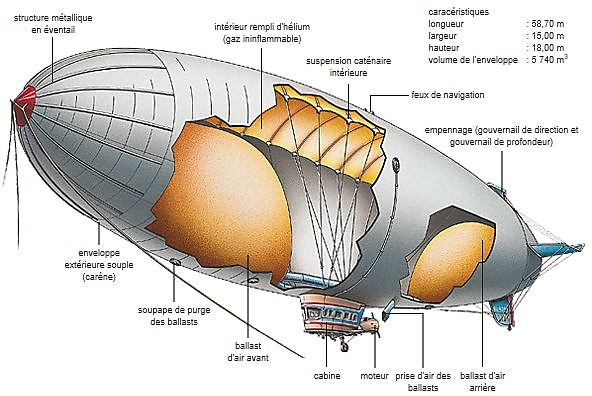 structure métallique
en éventail
intérieur rempli d'hélium
(gaz ininflammable)
suspension caténaire
intérieure
caractéristiques
longueur : 58,70 m
largeur : 15,00 m
hauteur : 18,00 m
volume de l'enveloppe : 5 740 m³
feux de navigation
empennage (gouvernail de direction et
gouvernail de profondeur)
enveloppe
extérieure souple
(carène)
soupape de purge
des ballasts
ballast
d'air avant
cabine
moteur
prise d'air des
ballasts
ballast d'air
arrière